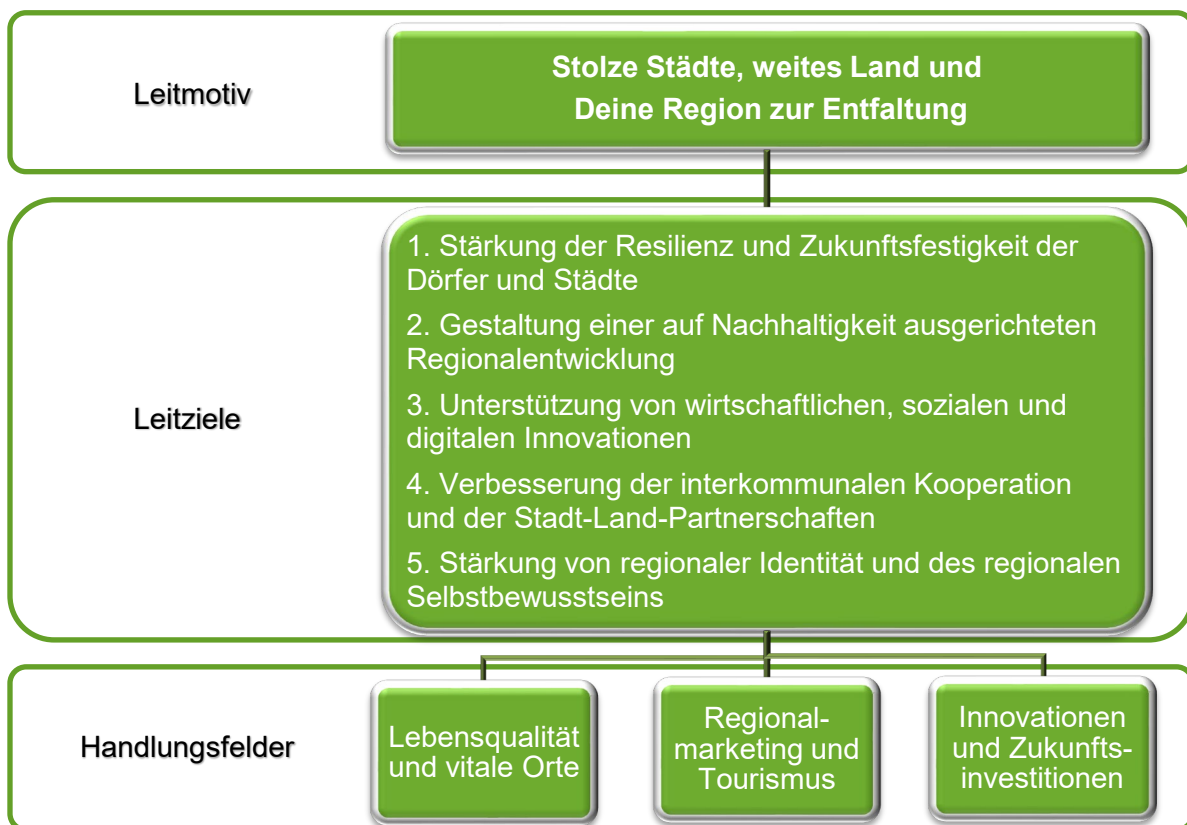 Leitmotiv
Stolze Städte, weites Land und
Deine Region zur Entfaltung
Leitziele
1. Stärkung der Resilienz und Zukunftsfestigkeit der
Dörfer und Städte
2. Gestaltung einer auf Nachhaltigkeit ausgerichteten
Regionalentwicklung
3. Unterstützung von wirtschaftlichen, sozialen und
digitalen Innovationen
4. Verbesserung der interkommunalen Kooperation
und der Stadt-Land-Partnerschaften
5. Stärkung von regionaler Identität und des regionalen
Selbstbewusstseins
Handlungsfelder
Lebensqualität
und vitale Orte
Regional-
marketing und
Tourismus
Innovationen
und Zukunfts-
investitionen